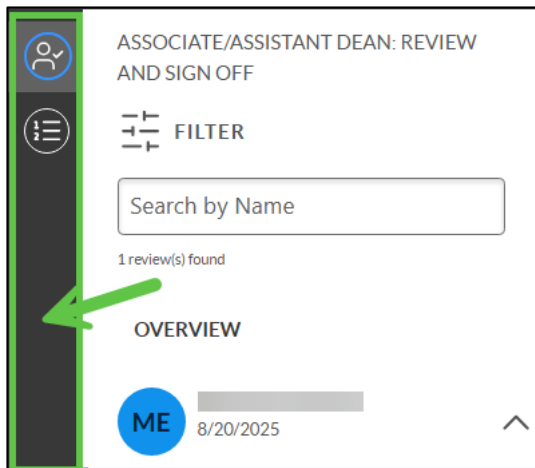 ASSOCIATE/ASSISTANT DEAN: REVIEW
AND SIGN OFF
FILTER
Search by Name
1 review(s) found
OVERVIEW
ME
8/20/2025